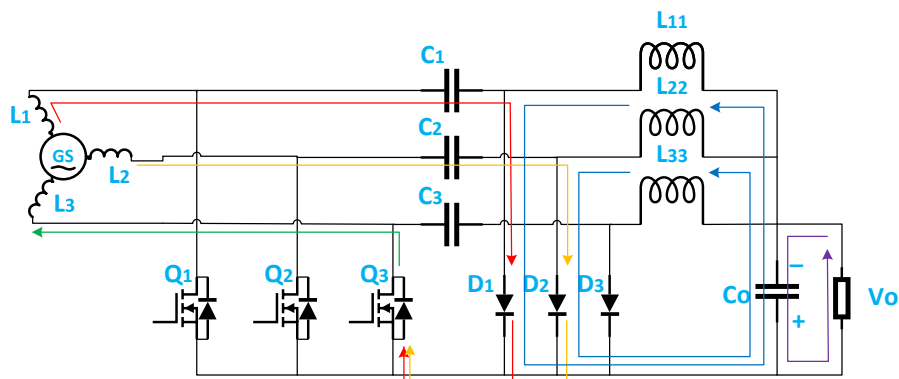 L11
C1
L22
L1
C2
L33
GS
L2
C3
L3
Q1 Q2 Q3 D1 D2 D3 Co − Vo
+